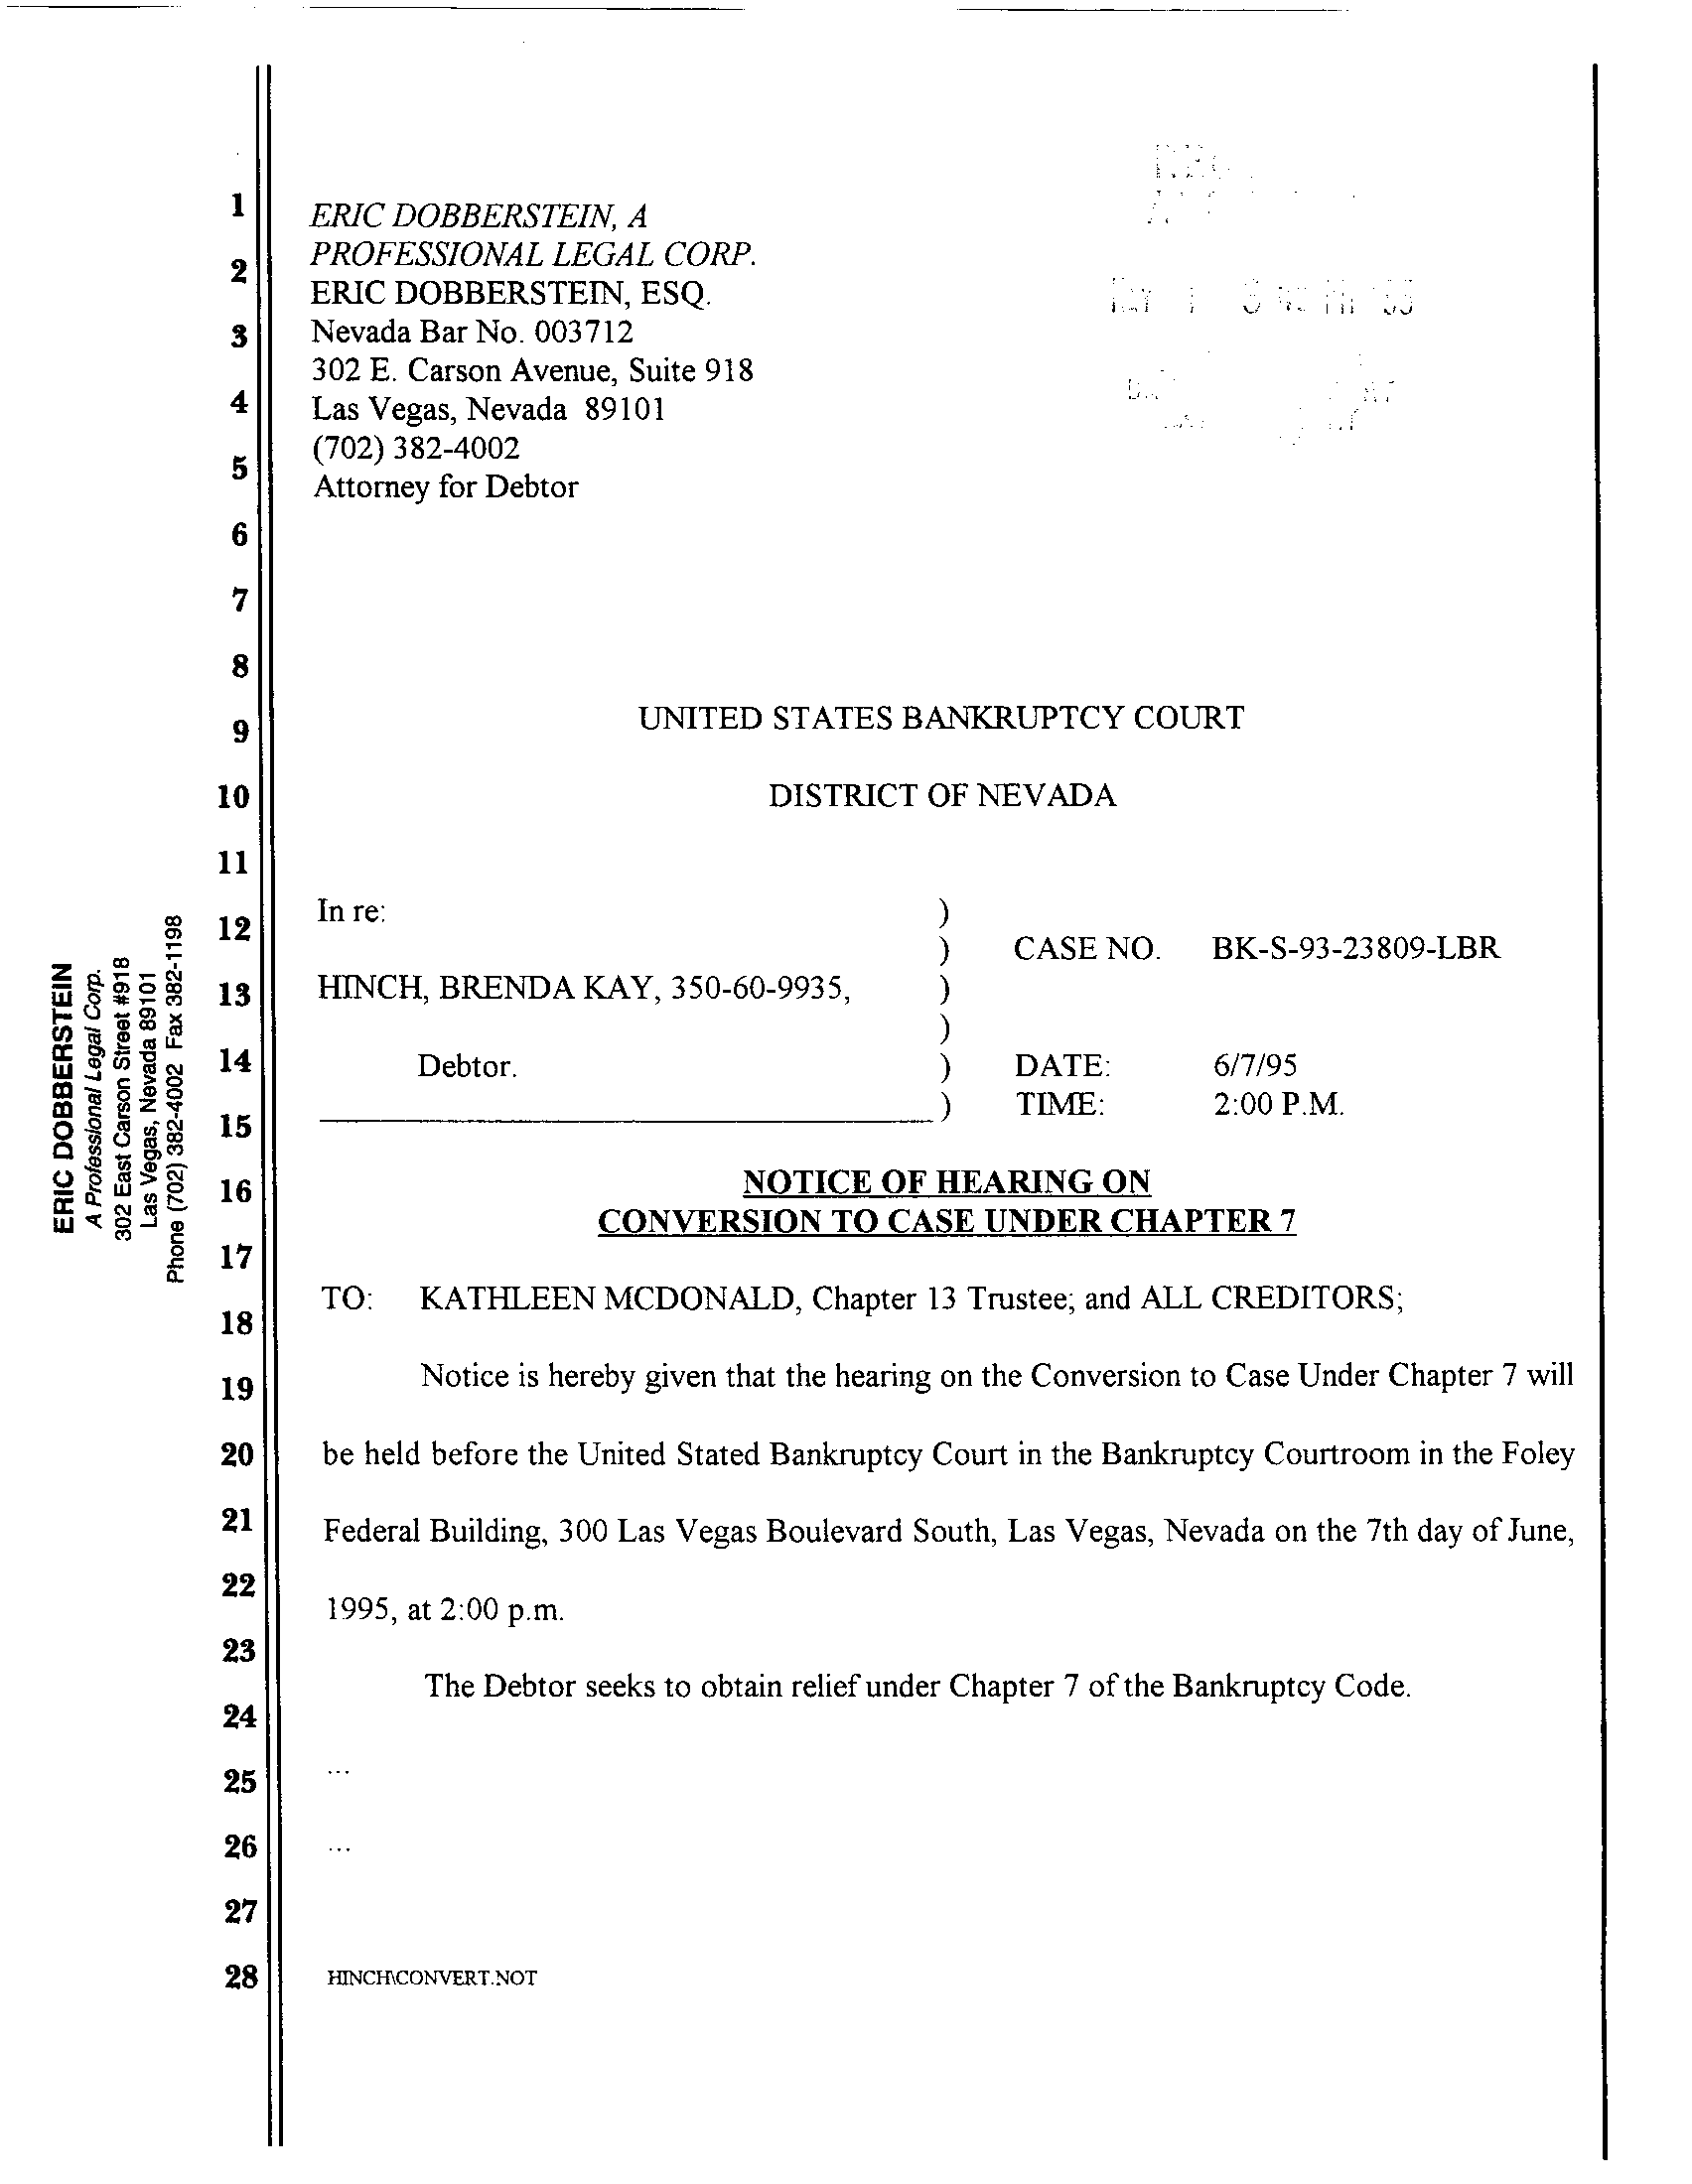 ERIC DOBBERSTEIN, A
PROFESSIONAL LEGAL CORP.
ERIC DOBBERSTEIN, ESQ.
Nevada Bar No. 003712
302 E. Carson Avenue, Suite 918
Las Vegas, Nevada 89101
(702) 382-4002
Attorney for Debtor
UNITED STATES BANKRUPTCY COURT
DISTRICT OF NEVADA
In re: )
) CASE NO. BK-S-93-23809-LBR
HINCH, BRENDA KAY, 350-60-9935, )
)
Debtor. ) DATE: 6/7/95
) TIME: 2:00 P.M.
NOTICE OF HEARING ON
CONVERSION TO CASE UNDER CHAPTER 7
TO: KATHLEEN MCDONALD, Chapter 13 Trustee; and ALL CREDITORS;
Notice is hereby given that the hearing on the Conversion to Case Under Chapter 7 will
be held before the United Stated Bankruptcy Court in the Bankruptcy Courtroom in the Foley
Federal Building, 300 Las Vegas Boulevard South, Las Vegas, Nevada on the 7th day of June,
1995, at 2:00 p.m.
The Debtor seeks to obtain relief under Chapter 7 of the Bankruptcy Code.
...
...
HINCH\CONVERT.NOT
1
2
3
4
5
6
7
8
9
10
11
12
13
14
15
16
17
18
19
20
21
22
23
24
25
26
27
28
ERIC DOBBERSTEIN
A Professional Legal Corp.
302 East Carson Street #918
Las Vegas, Nevada 89101
Phone (702) 382-4002 Fax 382-1198